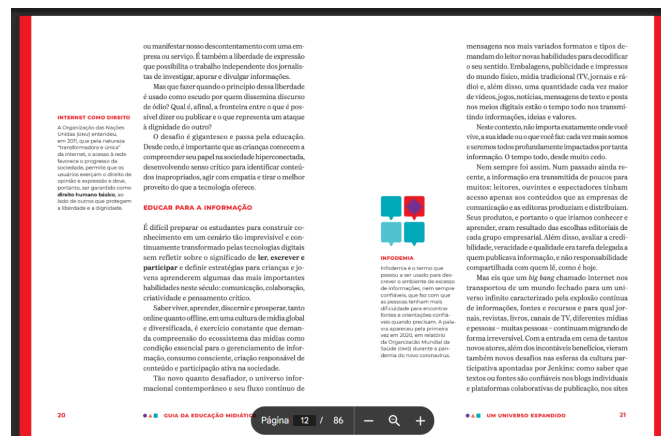 ou manifestar nosso descontentamento com uma em-
presa ou serviço. É também a liberdade de expressão
que possibilita o trabalho independente dos jornalis-
tas de investigar, apurar e divulgar informações.
Mas que fazer quando o princípio dessa liberdade
é usado como escudo por quem dissemina discurso
de ódio? Qual é, afinal, a fronteira entre o que é pos-
sível dizer ou publicar e o que representa um ataque
à dignidade do outro?
O desafio é gigantesco e passa pela educação.
Desde cedo, é importante que as crianças comecem a
compreender seu papel na sociedade hiperconectada,
desenvolvendo senso crítico para identificar conteú-
dos inapropriados, agir com empatia e tirar o melhor
proveito do que a tecnologia oferece.
INTERNET COMO DIREITO
A Organização das Nações
Unidas (ONU) entendeu,
em 2011, que pela natureza
"transformadora e única"
da internet, o acesso à rede
favorece o progresso da
sociedade, permite que os
usuários exerçam o direito de
opinião e expressão e deve,
portanto, ser garantido como
direito humano básico, ao
lado de outros que protegem
a liberdade e a dignidade.
EDUCAR PARA A INFORMAÇÃO
É difícil preparar os estudantes para construir co-
nhecimento em um cenário tão imprevisível e con-
tinuamente transformado pelas tecnologias digitais
sem refletir sobre o significado de ler, escrever e
participar e definir estratégias para crianças e jo-
vens aprenderem algumas das mais importantes
habilidades neste século: comunicação, colaboração,
criatividade e pensamento crítico.
Saber viver, aprender, discernir e prosperar, tanto
online quanto offline, em uma cultura de mídia global
e diversificada, é exercício constante que deman-
da compreensão do ecossistema das mídias como
condição essencial para o gerenciamento de infor-
mação, consumo consciente, criação responsável de
conteúdo e participação ativa na sociedade.
Tão novo quanto desafiador, o universo infor-
macional contemporâneo e seu fluxo contínuo de
20
GUIA DA EDUCAÇÃO MIDIÁTICA
mensagens nos mais variados formatos e tipos de-
mandam do leitor novas habilidades para decodificar
o seu sentido. Embalagens, publicidade e impressos
do mundo físico, mídia tradicional (TV, jornais e rá-
dio) e, além disso, uma quantidade cada vez maior
de vídeos, jogos, notícias, mensagens de texto e posts
nos meios digitais estão o tempo todo nos transmi-
tindo informações, ideias e valores.
Neste contexto, não importa exatamente onde você
vive, a sua idade ou o que você faz: cada vez mais somos
e seremos todos profundamente impactados por tanta
informação. O tempo todo, desde muito cedo.
Nem sempre foi assim. Num passado ainda re-
cente, a informação era transmitida de poucos para
muitos: leitores, ouvintes e espectadores tinham
acesso apenas aos conteúdos que as empresas de
comunicação e as editoras produziam e distribuíam.
Seus produtos, e portanto o que iríamos conhecer e
aprender, eram resultado das escolhas editoriais de
cada grupo empresarial. Além disso, avaliar a credi-
bilidade, veracidade e qualidade era tarefa delegada a
quem publicava informação, e não responsabilidade
compartilhada com quem lê, como é hoje.
Mas eis que um big bang chamado internet nos
transportou de um mundo fechado para um uni-
verso infinito caracterizado pela explosão contínua
de informações, fontes e recursos e para qual jor-
nais, revistas, livros, canais de TV, diferentes mídias
e pessoas – muitas pessoas – continuam migrando de
forma irreversível. Com a entrada em cena de tantos
novos atores, além dos incontáveis benefícios, vieram
também novos desafios nas esferas da cultura par-
ticipativa apontadas por Jenkins: como saber que
textos ou fontes são confiáveis nos blogs individuais
e plataformas colaborativas de publicação, nos sites
INFODEMIA
Infodemia é o termo que
passou a ser usado para des-
crever o ambiente de excesso
de informações, nem sempre
confiáveis, que faz com que
as pessoas tenham mais
dificuldade para encontrar
fontes e orientações confiá-
veis quando precisam. A pala-
vra apareceu pela primeira
vez em 2020, em relatório
da Organização Mundial da
Saúde (OMS) durante a pan-
demia do novo coronavírus.
UM UNIVERSO EXPANDIDO
21
Página 12 / 86